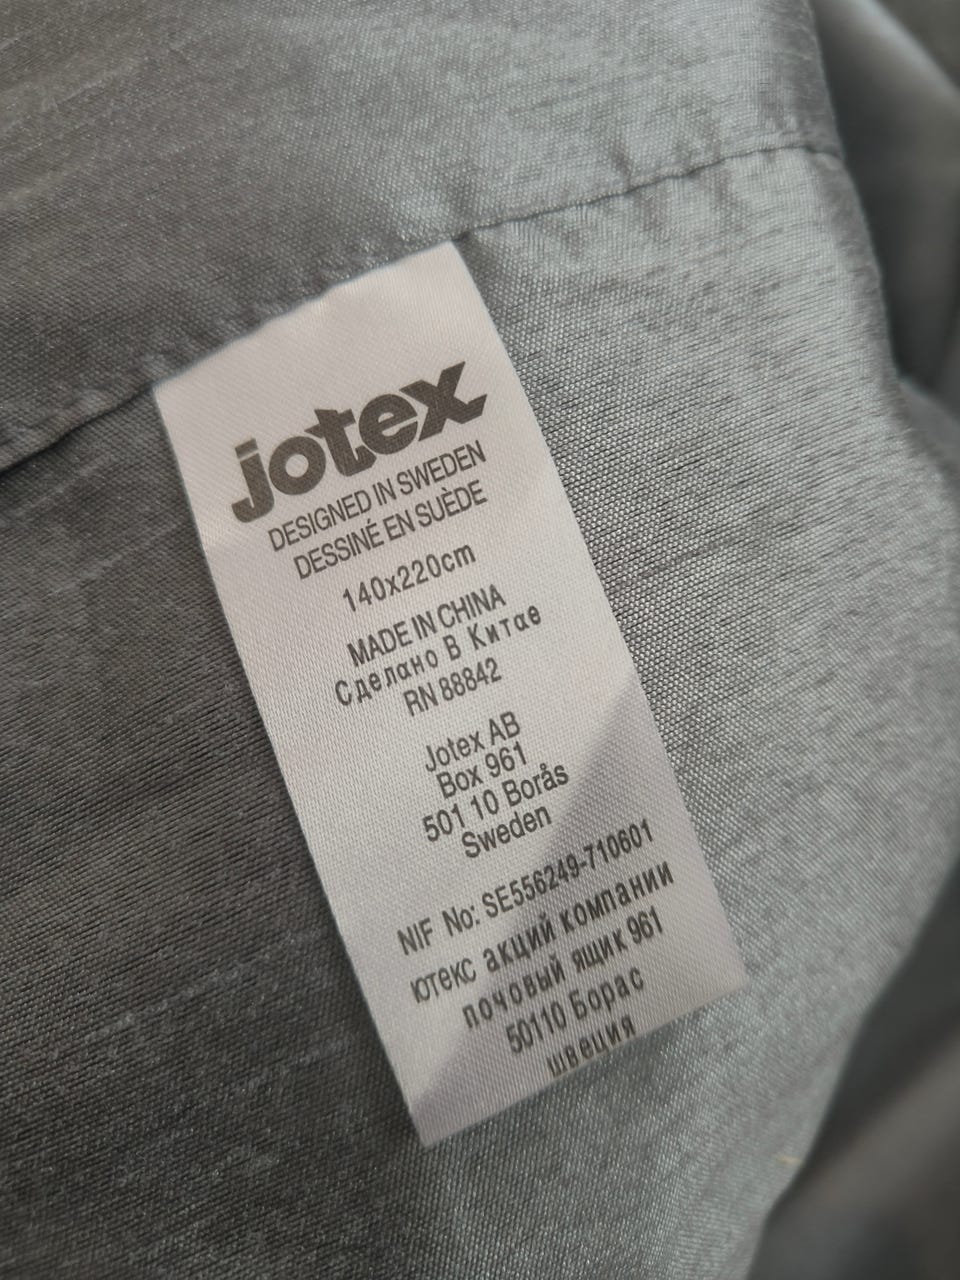 jotex
DESIGNED IN SWEDEN
DESSINÉ EN SUÈDE
140x220cm
MADE IN CHINA
Сделано В Китае
RN 88842
Jotex AB
Box 961
501 10 Borås
Sweden
NIF No: SE556249-710601
ютекс акций компании
почовый ящик 961
50110 Борас
швеция